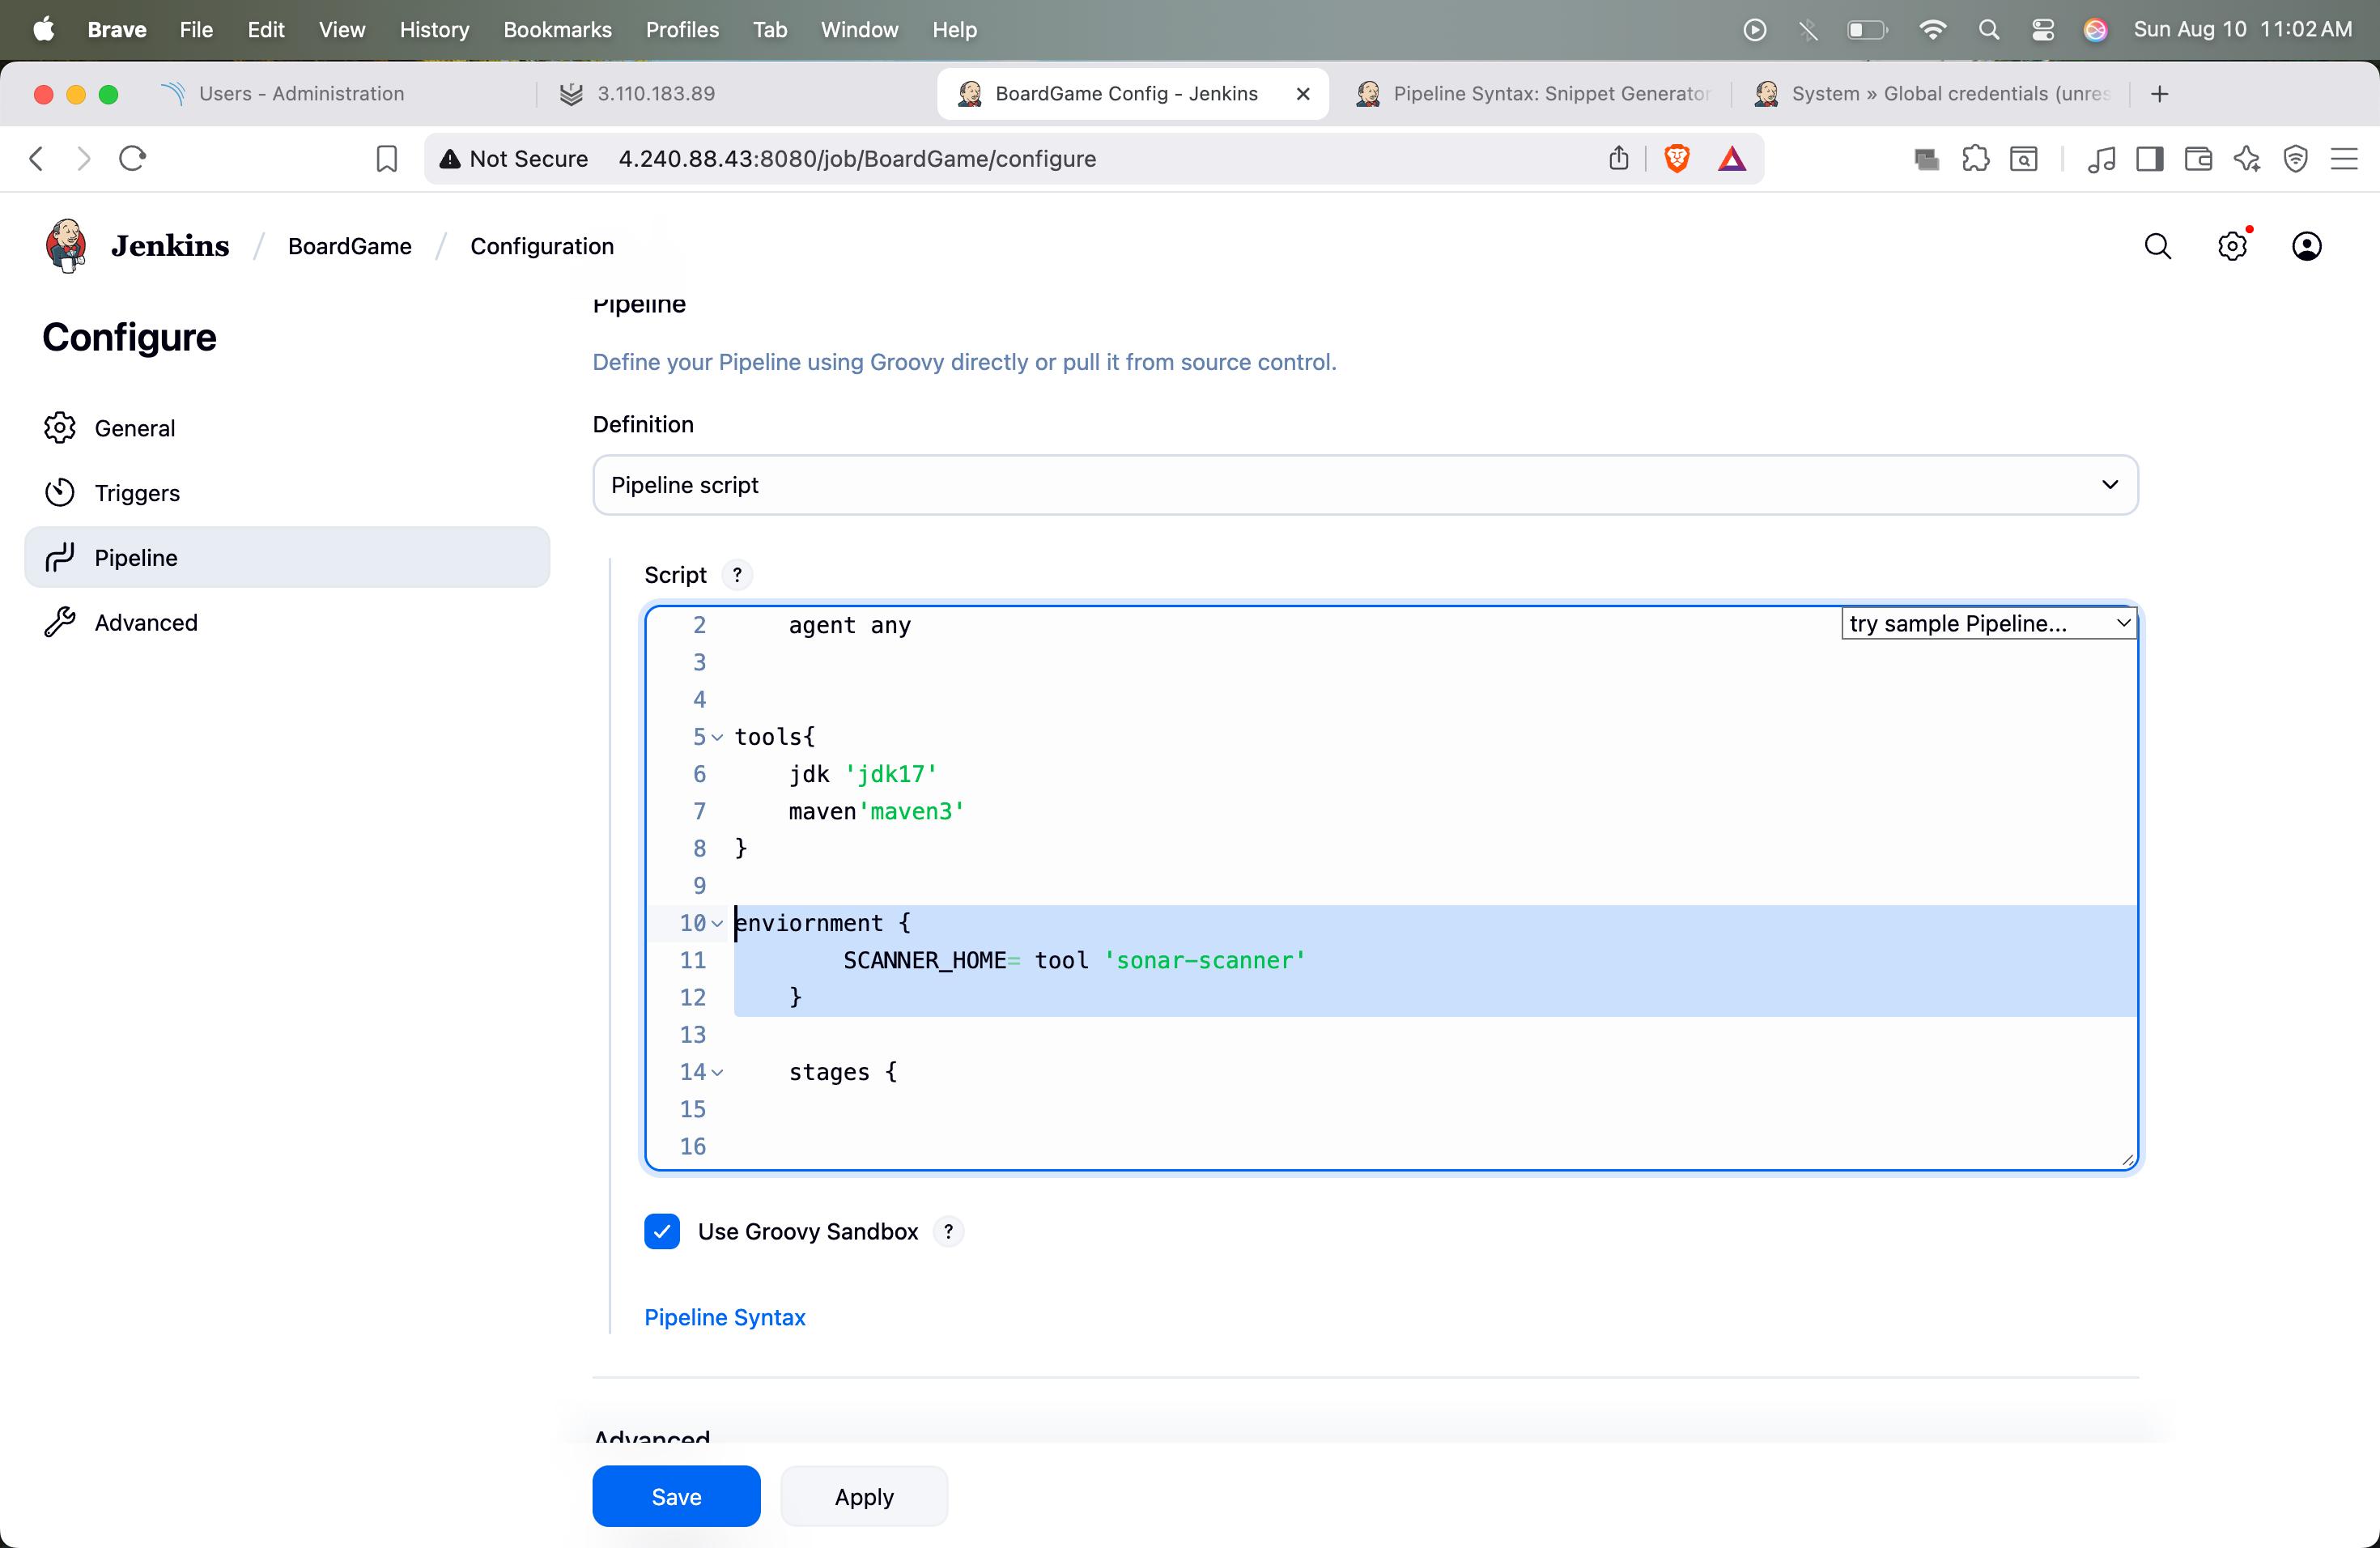 Brave File Edit View History Bookmarks Profiles Tab Window Help Sun Aug 10 11:02 AM
Users - Administration 3.110.183.89 BoardGame Config - Jenkins Pipeline Syntax: Snippet Generator System » Global credentials (unres
Not Secure 4.240.88.43:8080/job/BoardGame/configure
Jenkins / BoardGame / Configuration
Configure
General
Triggers
Pipeline
Advanced
Pipeline
Define your Pipeline using Groovy directly or pull it from source control.
Definition
Pipeline script
Script ?
try sample Pipeline...
2 agent any
3
4
5 tools{
6 jdk 'jdk17'
7 maven'maven3'
8 }
9
10 enviornment {
11 SCANNER_HOME= tool 'sonar-scanner'
12 }
13
14 stages {
15
16
Use Groovy Sandbox ?
Pipeline Syntax
Advanced
Save Apply